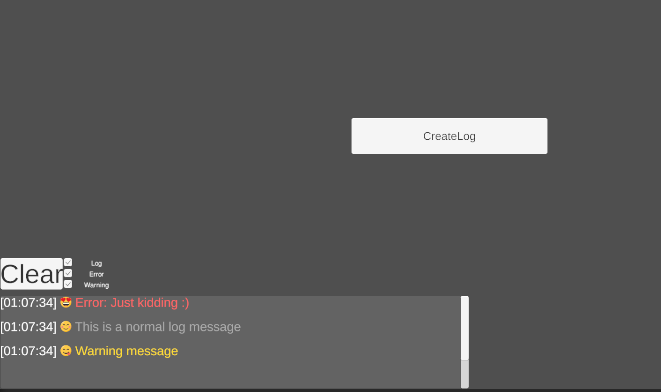 CreateLog
Clear
Log
Error
Warning
[01:07:34] 🤩 Error: Just kidding :)
[01:07:34] 😊 This is a normal log message
[01:07:34] 😄 Warning message